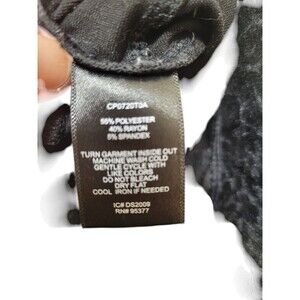 CP0720T0A
55% POLYESTER
40% RAYON
5% SPANDEX
TURN GARMENT INSIDE OUT
MACHINE WASH COLD
GENTLE CYCLE WITH
LIKE COLORS
DO NOT BLEACH
DRY FLAT
COOL IRON IF NEEDED
IC# DS2009
RN# 95377